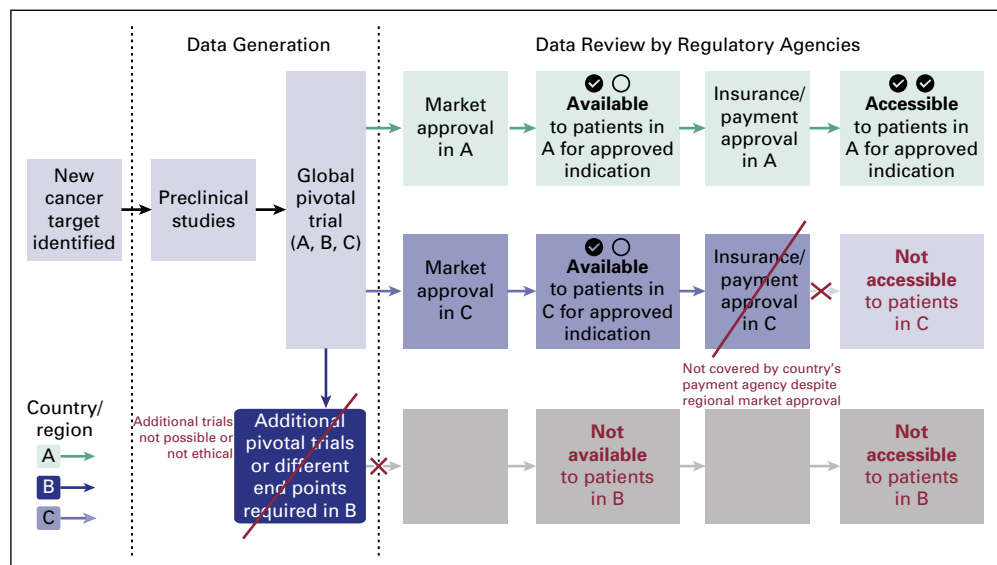 Data Generation
Data Review by Regulatory Agencies
New
cancer
target
identified
Preclinical
studies
Global
pivotal
trial
(A, B, C)
Market
approval
in A
Available
to patients in
A for approved
indication
Insurance/
payment
approval
in A
Accessible
to patients in
A for approved
indication
Market
approval
in C
Available
to patients in
C for approved
indication
Insurance/
payment
approval
in C
Not
accessible
to patients
in C
Not covered by country's
payment agency despite
regional market approval
Country/
region
A
B
C
Additional trials
not possible or
not ethical
Additional
pivotal trials
or different
end points
required in B
Not
available
to patients
in B
Not
accessible
to patients
in B